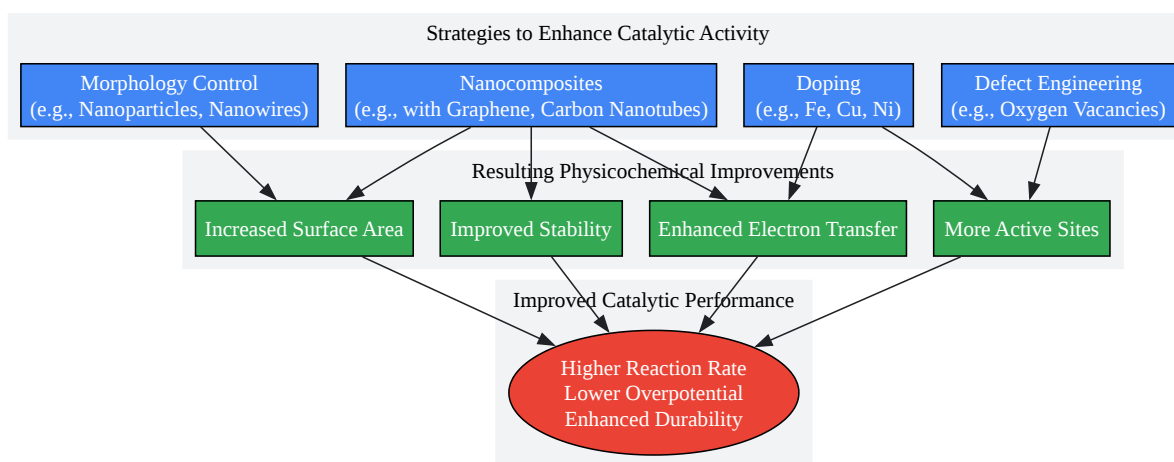 Strategies to Enhance Catalytic Activity
Morphology Control
(e.g., Nanoparticles, Nanowires)
Nanocomposites
(e.g., with Graphene, Carbon Nanotubes)
Doping
(e.g., Fe, Cu, Ni)
Defect Engineering
(e.g., Oxygen Vacancies)
Resulting Physicochemical Improvements
Increased Surface Area
Improved Stability
Enhanced Electron Transfer
More Active Sites
Improved Catalytic Performance
Higher Reaction Rate
Lower Overpotential
Enhanced Durability